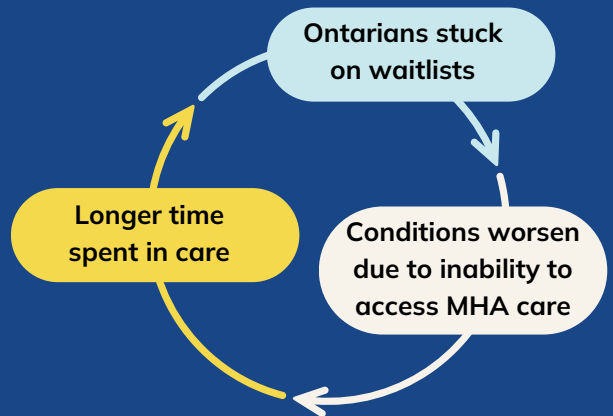 Ontarians stuck
on waitlists
Conditions worsen
due to inability to
access MHA care
Longer time
spent in care